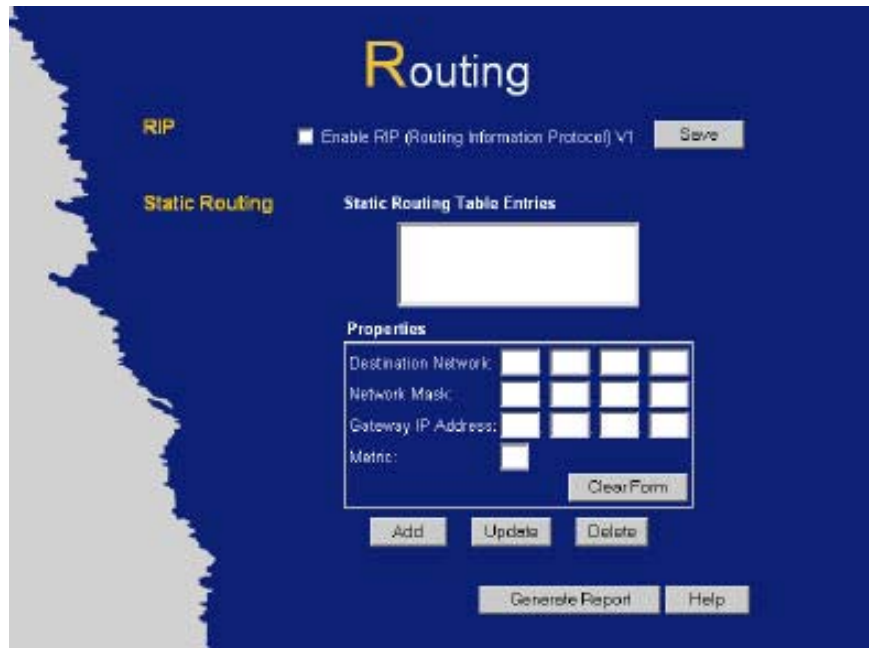 Routing
RIP
Enable RIP (Routing Information Protocol) V1
Save
Static Routing
Static Routing Table Entries
Properties
Destination Network:
Network Mask:
Gateway IP Address:
Metric:
Clear Form
Add
Update
Delete
Generate Report
Help